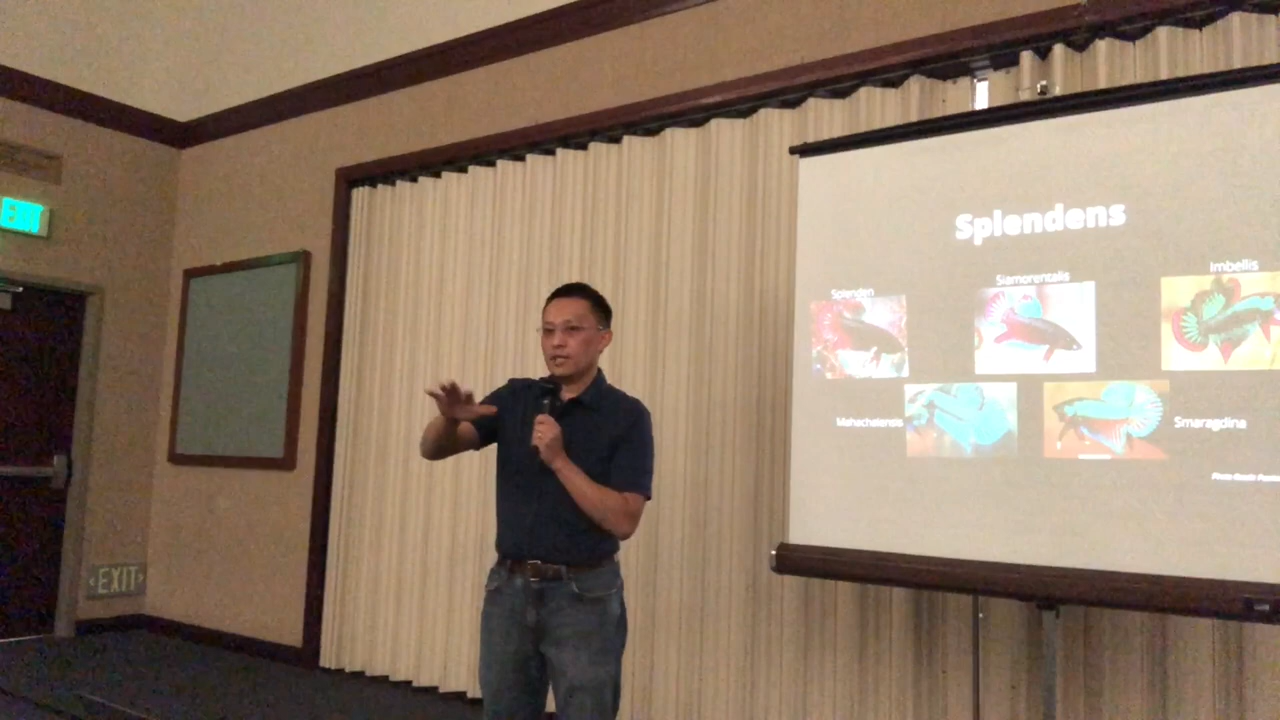 EXIT
EXIT
Splendens
Splenden
Siamorentalis
Imbellis
Mahachaiensis
Smaragdina